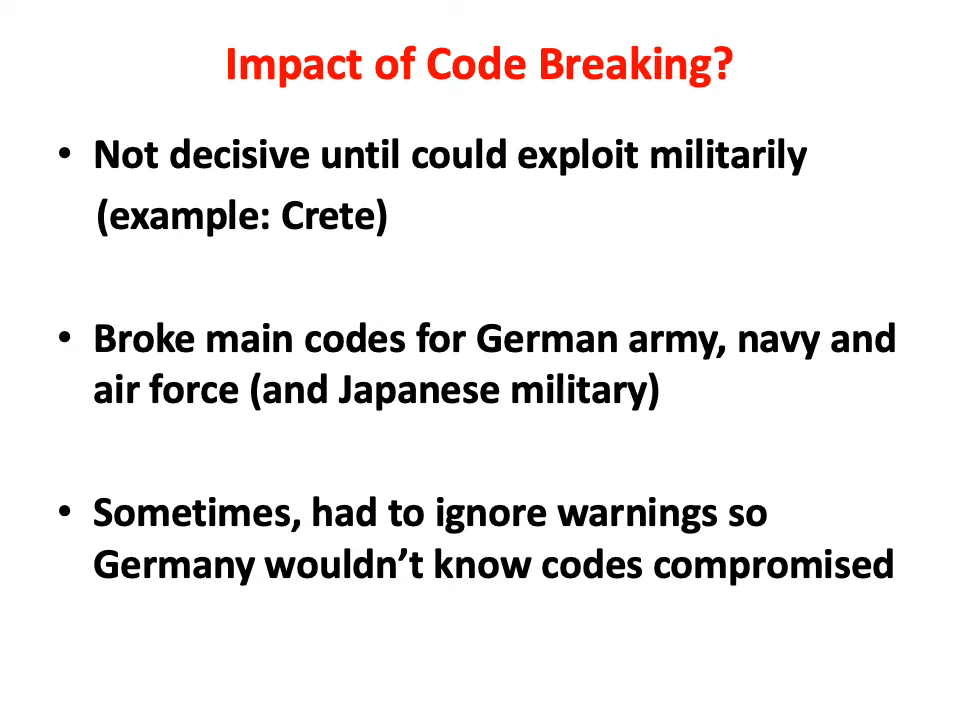 Impact of Code Breaking?
• Not decisive until could exploit militarily
(example: Crete)
• Broke main codes for German army, navy and
air force (and Japanese military)
• Sometimes, had to ignore warnings so
Germany wouldn’t know codes compromised